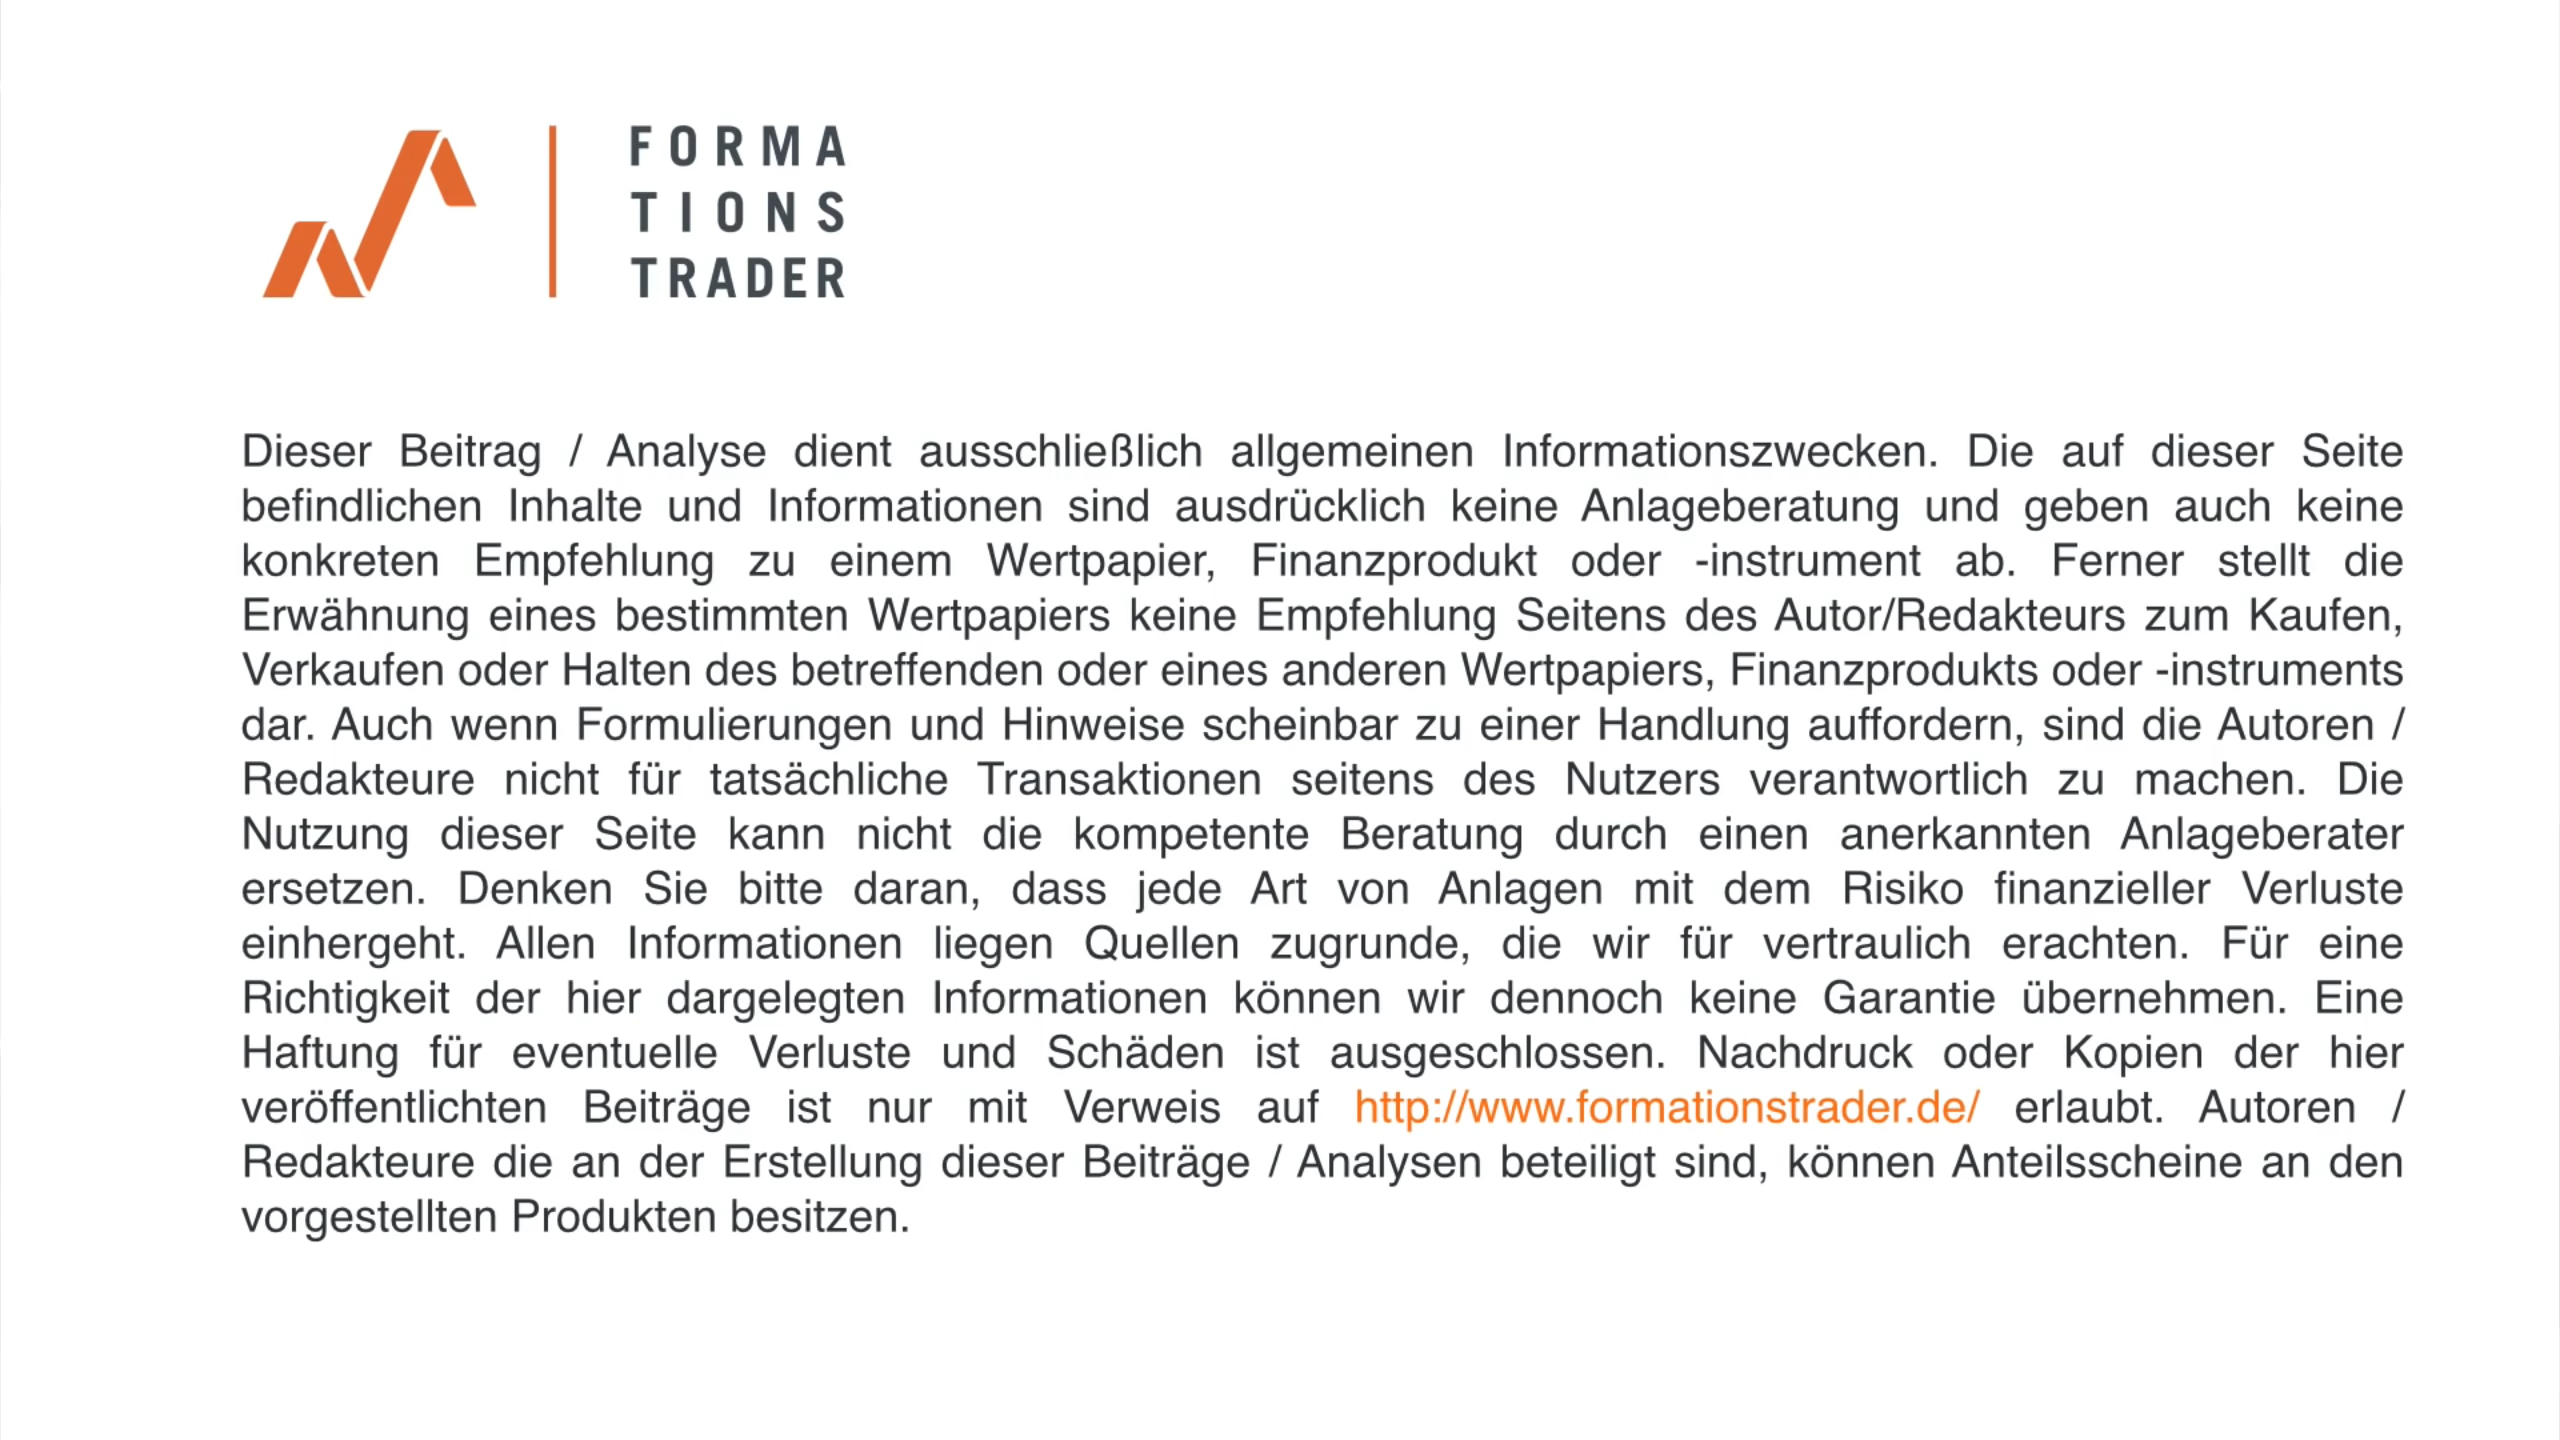 FORMA
TIONS
TRADER
Dieser Beitrag / Analyse dient ausschließlich allgemeinen Informationszwecken. Die auf dieser Seite
befindlichen Inhalte und Informationen sind ausdrücklich keine Anlageberatung und geben auch keine
konkreten Empfehlung zu einem Wertpapier, Finanzprodukt oder -instrument ab. Ferner stellt die
Erwähnung eines bestimmten Wertpapiers keine Empfehlung Seitens des Autor/Redakteurs zum Kaufen,
Verkaufen oder Halten des betreffenden oder eines anderen Wertpapiers, Finanzprodukts oder -instruments
dar. Auch wenn Formulierungen und Hinweise scheinbar zu einer Handlung auffordern, sind die Autoren /
Redakteure nicht für tatsächliche Transaktionen seitens des Nutzers verantwortlich zu machen. Die
Nutzung dieser Seite kann nicht die kompetente Beratung durch einen anerkannten Anlageberater
ersetzen. Denken Sie bitte daran, dass jede Art von Anlagen mit dem Risiko finanzieller Verluste
einhergeht. Allen Informationen liegen Quellen zugrunde, die wir für vertraulich erachten. Für eine
Richtigkeit der hier dargelegten Informationen können wir dennoch keine Garantie übernehmen. Eine
Haftung für eventuelle Verluste und Schäden ist ausgeschlossen. Nachdruck oder Kopien der hier
veröffentlichten Beiträge ist nur mit Verweis auf http://www.formationstrader.de/ erlaubt. Autoren /
Redakteure die an der Erstellung dieser Beiträge / Analysen beteiligt sind, können Anteilsscheine an den
vorgestellten Produkten besitzen.